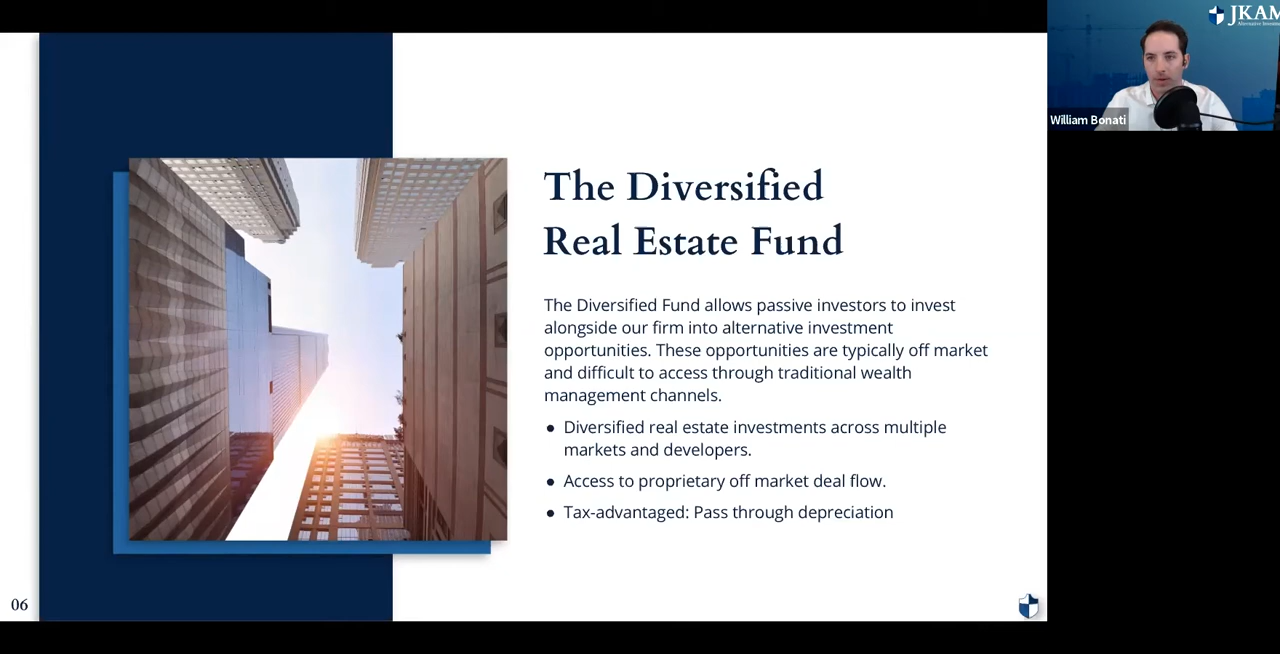 JKAM
Alternative Investm
William Bonati
The Diversified
Real Estate Fund
The Diversified Fund allows passive investors to invest
alongside our firm into alternative investment
opportunities. These opportunities are typically off market
and difficult to access through traditional wealth
management channels.
● Diversified real estate investments across multiple
markets and developers.
● Access to proprietary off market deal flow.
● Tax-advantaged: Pass through depreciation
06